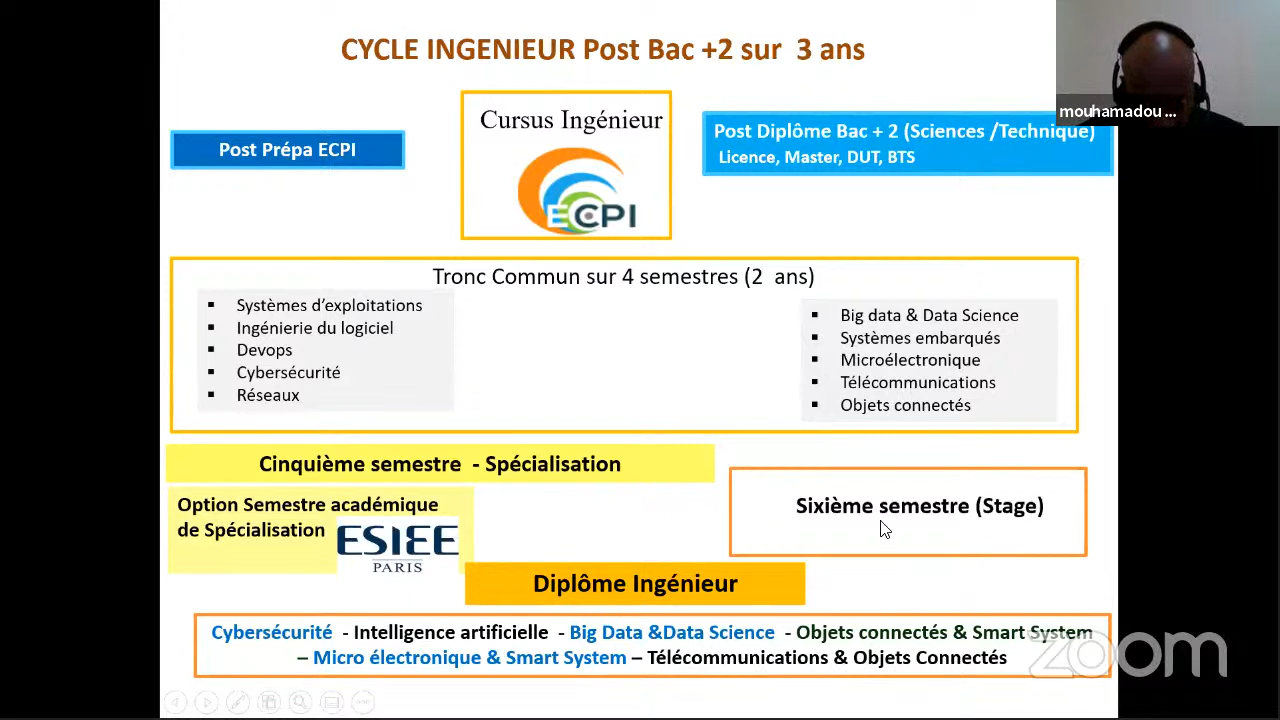 CYCLE INGENIEUR Post Bac +2 sur 3 ans
mouhamadou ...
Post Prépa ECPI
Cursus Ingénieur
ECPI
Post Diplôme Bac + 2 (Sciences /Technique)
Licence, Master, DUT, BTS
Tronc Commun sur 4 semestres (2 ans)
▪ Systèmes d'exploitations
▪ Ingénierie du logiciel
▪ Devops
▪ Cybersécurité
▪ Réseaux
▪ Big data & Data Science
▪ Systèmes embarqués
▪ Microélectronique
▪ Télécommunications
▪ Objets connectés
Cinquième semestre - Spécialisation
Option Semestre académique
de Spécialisation
ESIEE
PARIS
Sixième semestre (Stage)
Diplôme Ingénieur
Cybersécurité - Intelligence artificielle - Big Data &Data Science - Objets connectés & Smart System
– Micro électronique & Smart System – Télécommunications & Objets Connectés
zoom